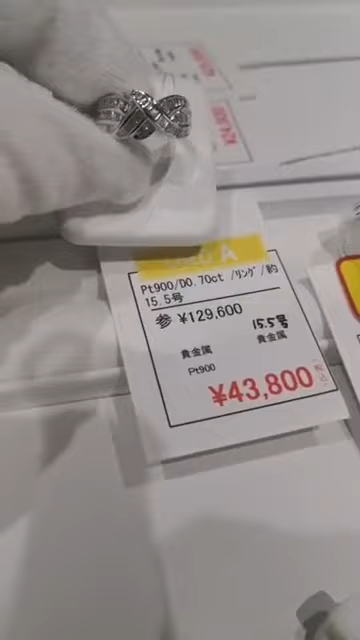 A
Pt900/D0.70ct /リング/約
15.5号
参 ¥129,600
15.5号
貴金属
貴金属
Pt900
¥43,800